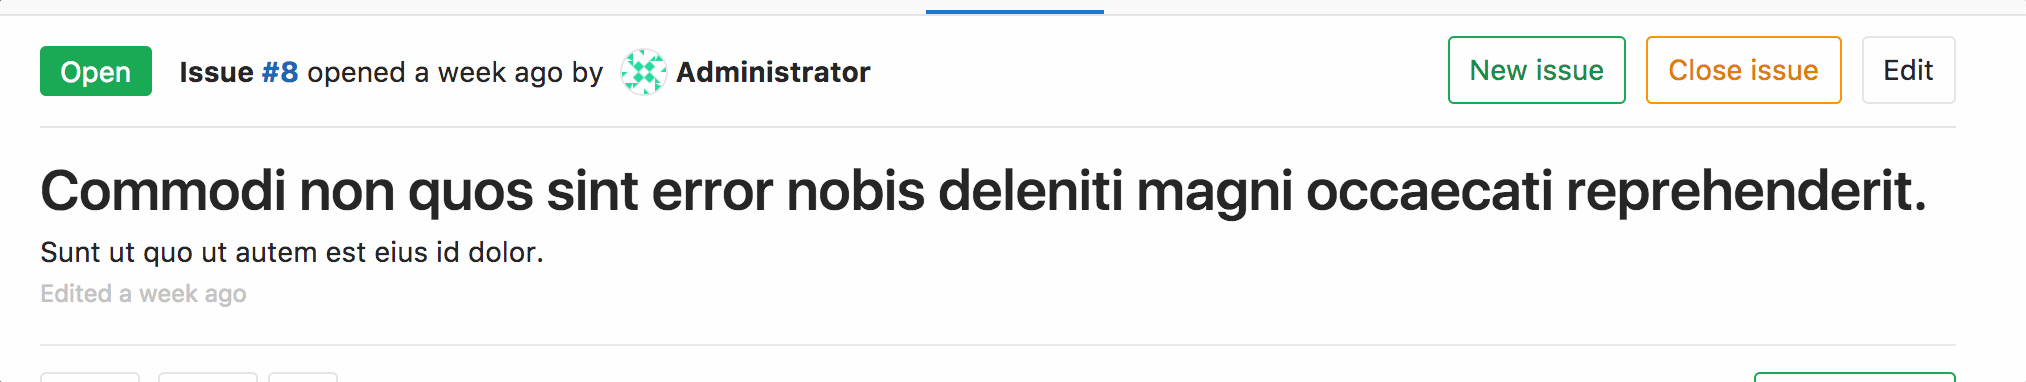 Open Issue #8 opened a week ago by Administrator New issue Close issue Edit
Commodi non quos sint error nobis deleniti magni occaecati reprehenderit.
Sunt ut quo ut autem est eius id dolor.
Edited a week ago